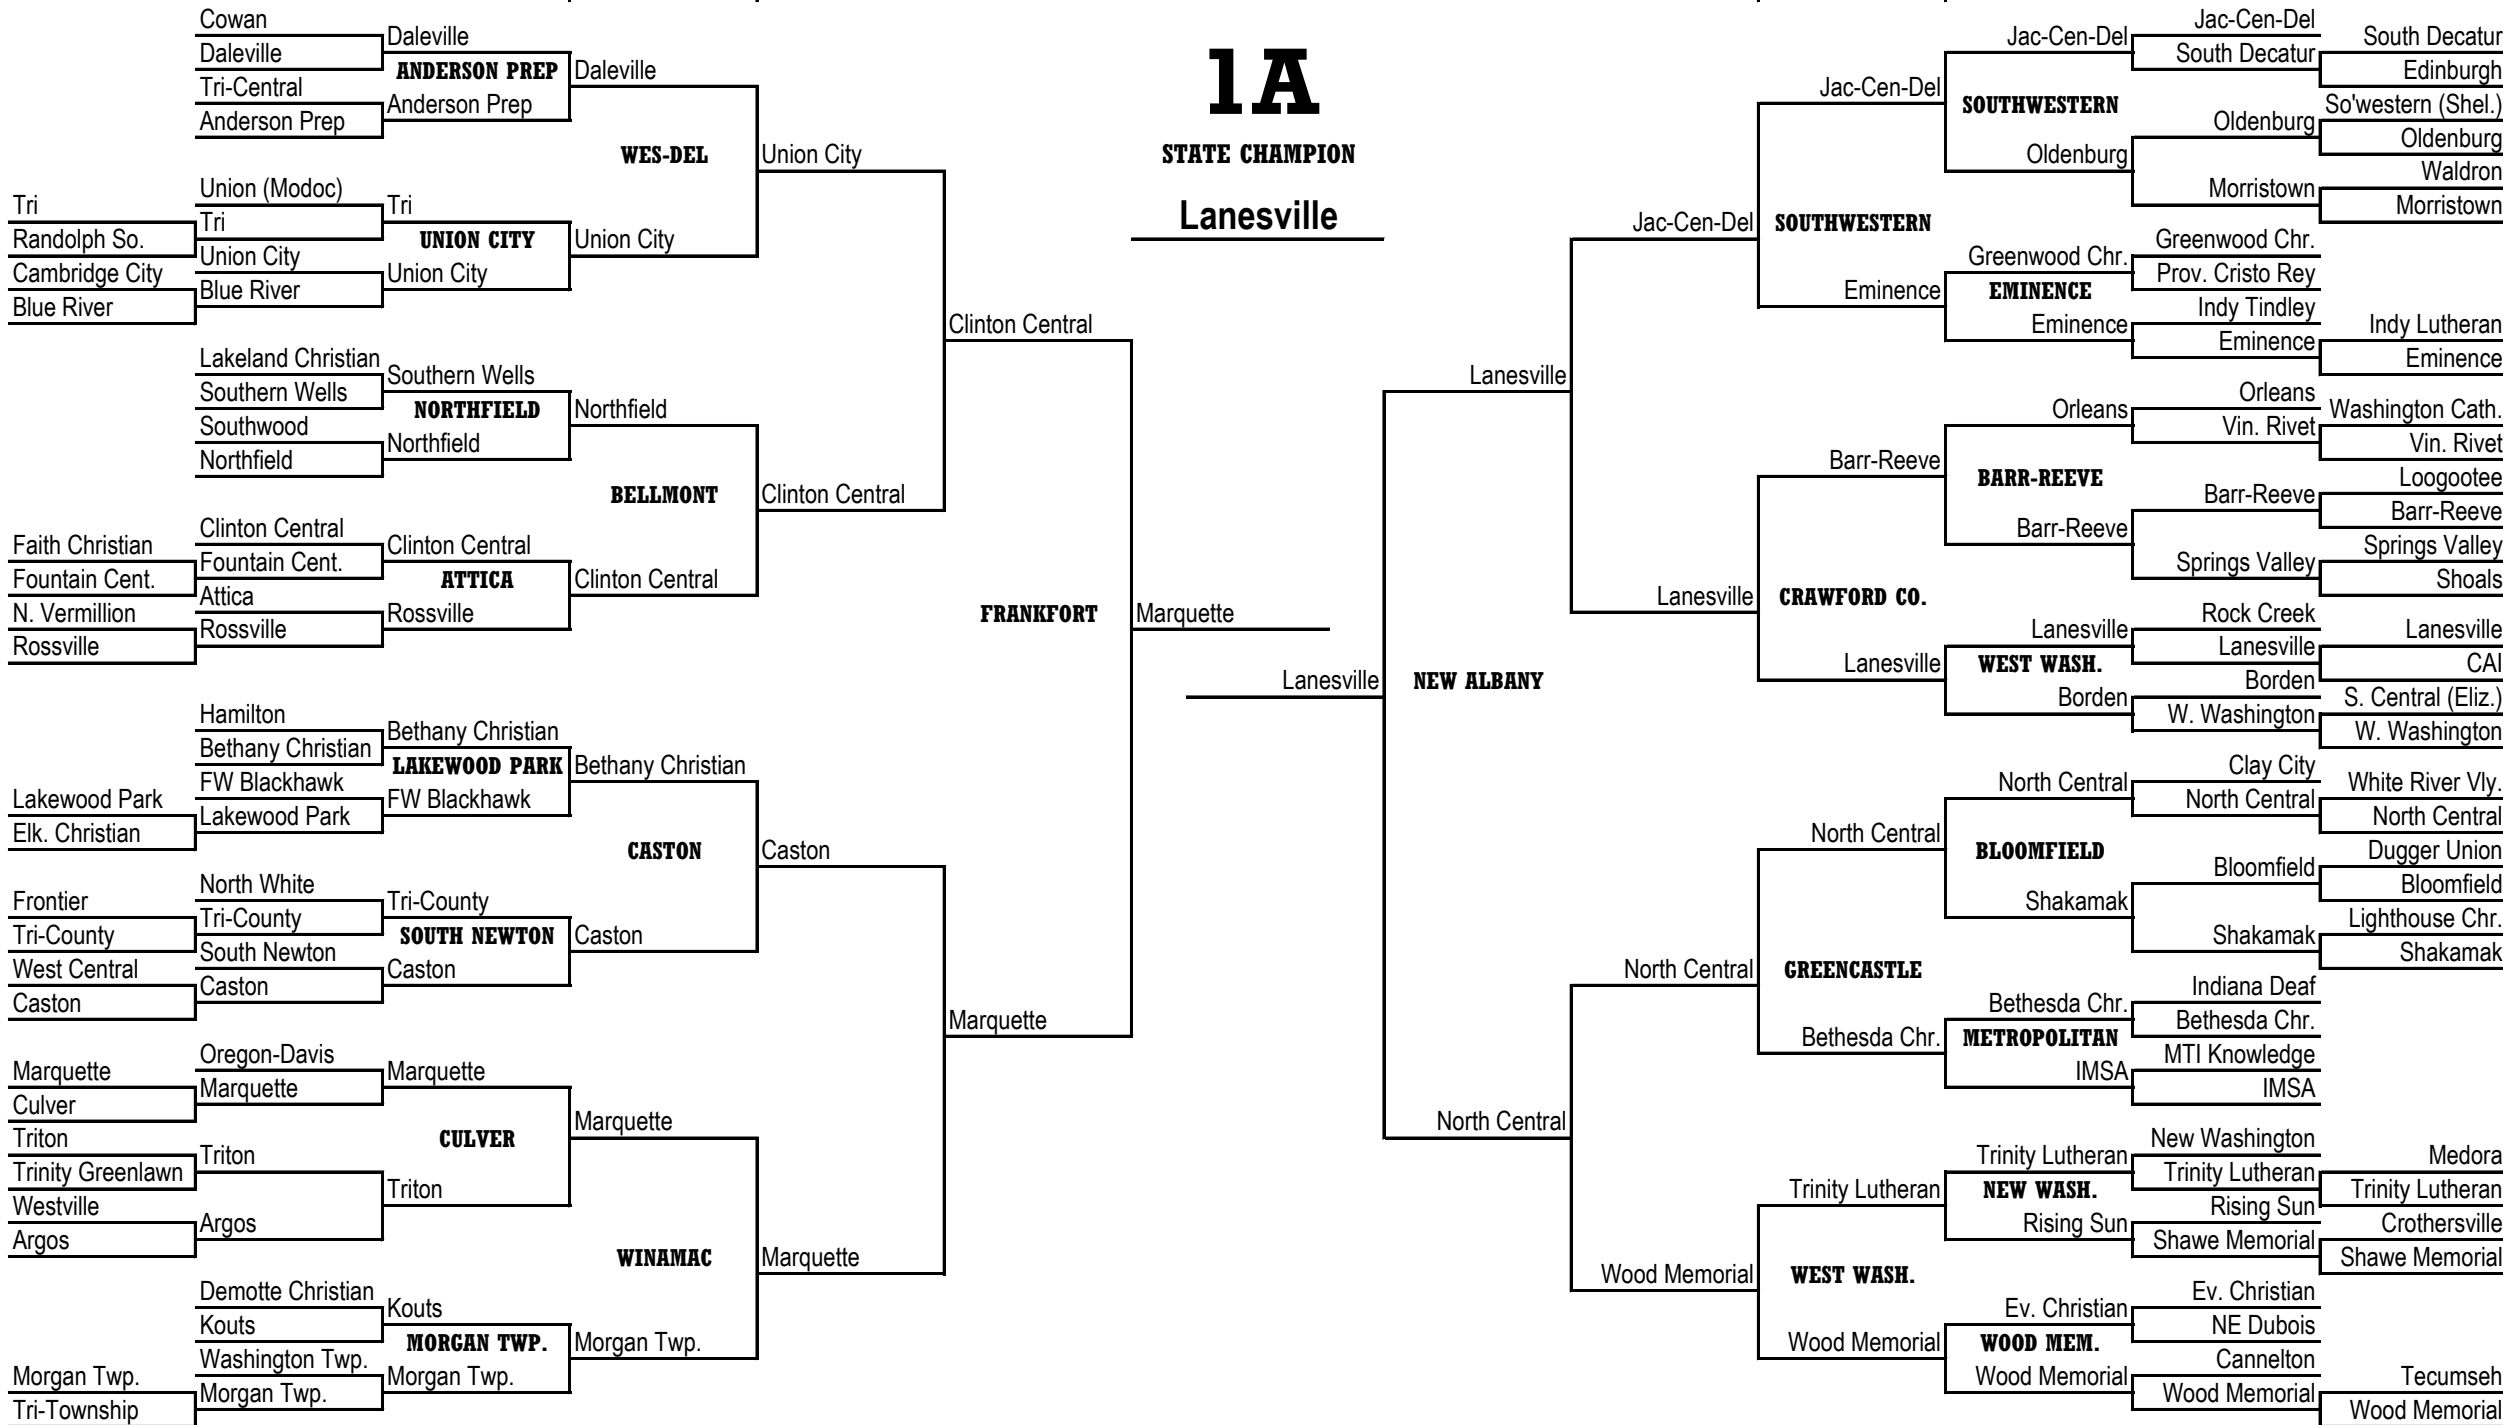 1A
STATE CHAMPION
Lanesville
Cowan
Daleville
Daleville
ANDERSON PREP
Daleville
Tri-Central
Anderson Prep
Anderson Prep
WES-DEL
Union City
Tri
Union (Modoc)
Tri
Randolph So.
Tri
UNION CITY
Union City
Cambridge City
Union City
Union City
Blue River
Blue River
Clinton Central
Lakeland Christian
Southern Wells
Southern Wells
NORTHFIELD
Northfield
Southwood
Northfield
Northfield
BELLMONT
Clinton Central
Faith Christian
Clinton Central
Clinton Central
Fountain Cent.
Fountain Cent.
ATTICA
Clinton Central
N. Vermillion
Attica
Rossville
Rossville
Rossville
FRANKFORT
Marquette
Hamilton
Bethany Christian
Bethany Christian
LAKEWOOD PARK
Bethany Christian
FW Blackhawk
FW Blackhawk
Lakewood Park
Lakewood Park
Elk. Christian
CASTON
Caston
Frontier
North White
Tri-County
Tri-County
Tri-County
SOUTH NEWTON
Caston
West Central
South Newton
Caston
Caston
Caston
Marquette
Marquette
Oregon-Davis
Marquette
Culver
Marquette
Triton
CULVER
Marquette
Trinity Greenlawn
Triton
Westville
Triton
Argos
Argos
WINAMAC
Marquette
Demotte Christian
Kouts
Kouts
MORGAN TWP.
Morgan Twp.
Washington Twp.
Morgan Twp.
Morgan Twp.
Morgan Twp.
Tri-Township
Jac-Cen-Del
Jac-Cen-Del
South Decatur
South Decatur
Edinburgh
Jac-Cen-Del
SOUTHWESTERN
So'western (Shel.)
Oldenburg
Oldenburg
Oldenburg
Waldron
Morristown
Morristown
Jac-Cen-Del
SOUTHWESTERN
Greenwood Chr.
Greenwood Chr.
Prov. Cristo Rey
Eminence
EMINENCE
Indy Tindley
Eminence
Eminence
Indy Lutheran
Eminence
Lanesville
Orleans
Orleans
Washington Cath.
Vin. Rivet
Vin. Rivet
Barr-Reeve
BARR-REEVE
Loogootee
Barr-Reeve
Barr-Reeve
Barr-Reeve
Springs Valley
Springs Valley
Shoals
Lanesville
CRAWFORD CO.
Rock Creek
Lanesville
Lanesville
Lanesville
CAI
Lanesville
WEST WASH.
Borden
Borden
S. Central (Eliz.)
W. Washington
W. Washington
Lanesville
NEW ALBANY
Clay City
North Central
White River Vly.
North Central
North Central
North Central
BLOOMFIELD
Dugger Union
Bloomfield
Bloomfield
Shakamak
Lighthouse Chr.
Shakamak
Shakamak
North Central
GREENCASTLE
Indiana Deaf
Bethesda Chr.
Bethesda Chr.
Bethesda Chr.
METROPOLITAN
MTI Knowledge
IMSA
IMSA
North Central
New Washington
Trinity Lutheran
Medora
Trinity Lutheran
Trinity Lutheran
Trinity Lutheran
NEW WASH.
Rising Sun
Rising Sun
Crothersville
Shawe Memorial
Shawe Memorial
Wood Memorial
WEST WASH.
Ev. Christian
Ev. Christian
NE Dubois
Wood Memorial
WOOD MEM.
Cannelton
Wood Memorial
Tecumseh
Wood Memorial
Wood Memorial